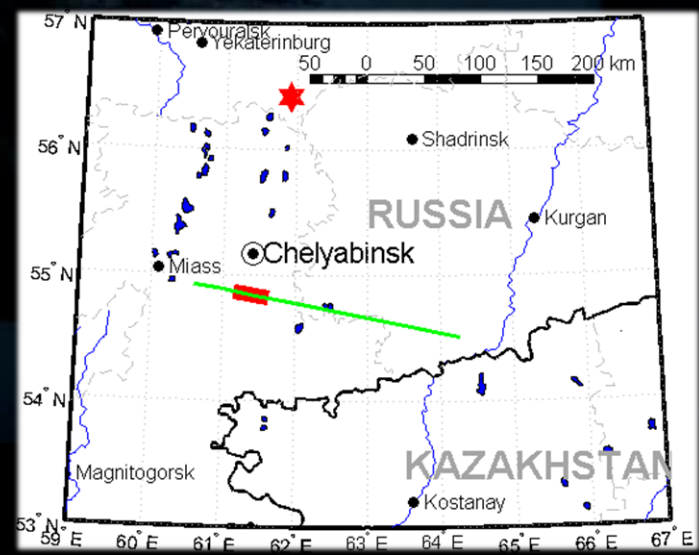 57° N
Pervouralsk
Yekaterinburg
50 0 50 100 150 200 km
56° N
Shadrinsk
RUSSIA
Kurgan
Chelyabinsk
55° N
Miass
54° N
KAZAKHSTAN
Magnitogorsk
Kostanay
53° N
59° E 60° E 61° E 62° E 63° E 64° E 65° E 66° E 67° E